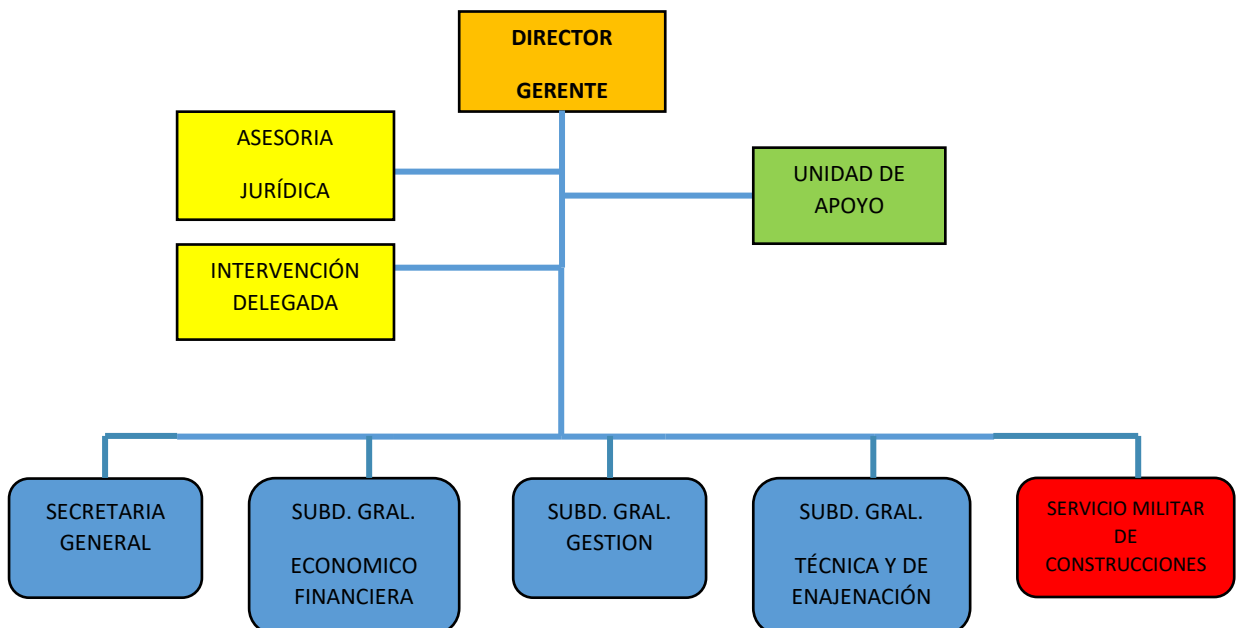 DIRECTOR
GERENTE
ASESORIA
JURÍDICA
UNIDAD DE
APOYO
INTERVENCIÓN
DELEGADA
SECRETARIA
GENERAL
SUBD. GRAL.
ECONOMICO
FINANCIERA
SUBD. GRAL.
GESTION
SUBD. GRAL.
TÉCNICA Y DE
ENAJENACIÓN
SERVICIO MILITAR
DE
CONSTRUCCIONES